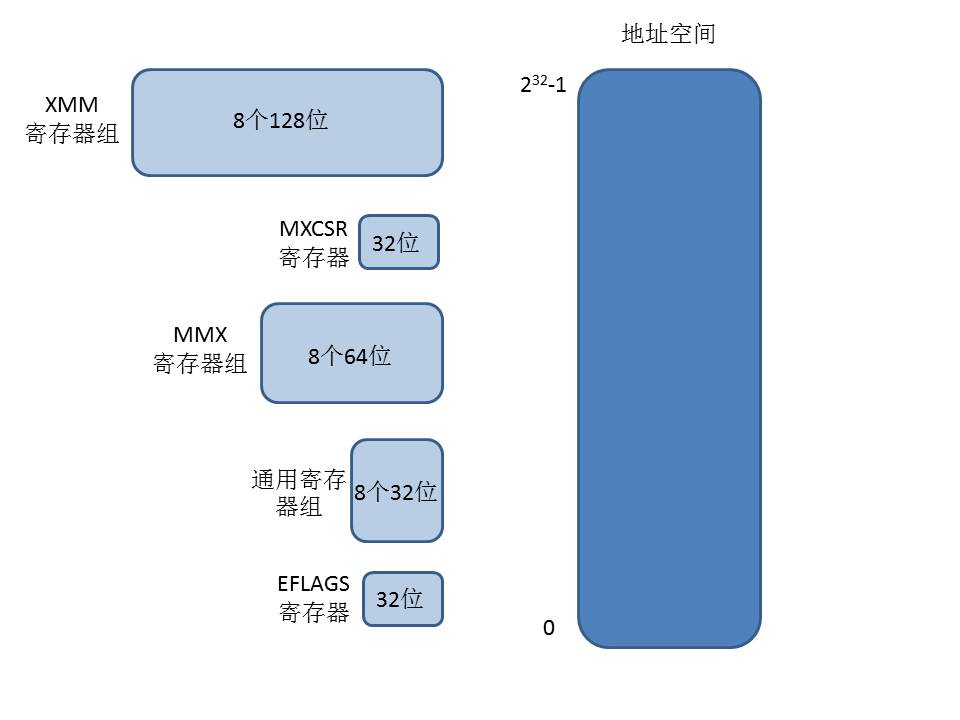 地址空间
2³²-1
XMM
寄存器组
8个128位
MXCSR
寄存器
32位
MMX
寄存器组
8个64位
通用寄存
器组
8个32位
EFLAGS
寄存器
32位
0